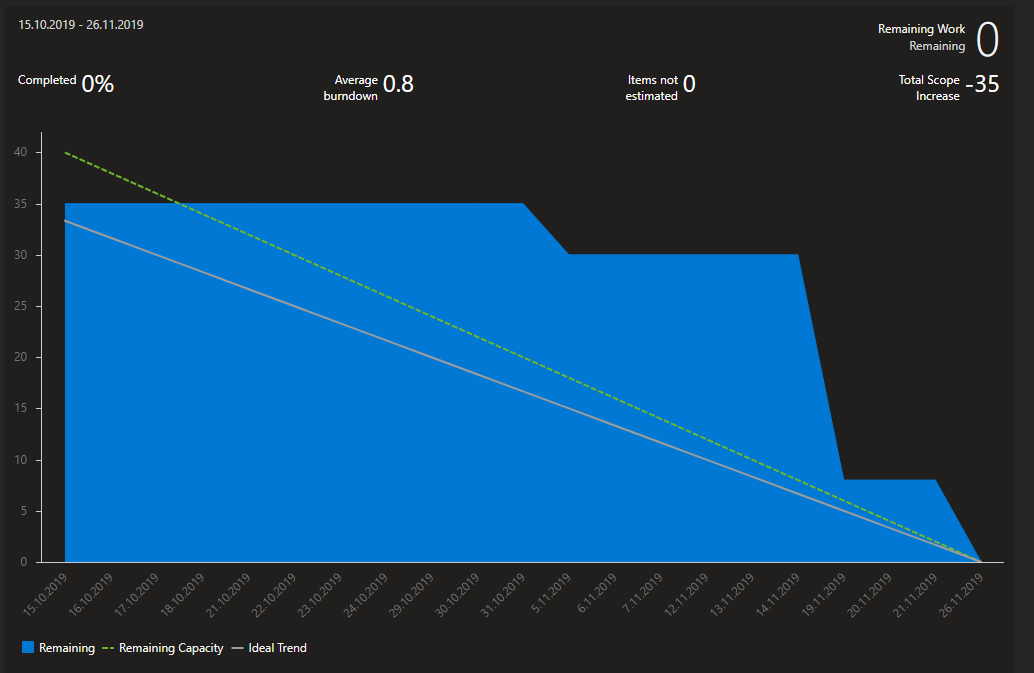 15.10.2019 - 26.11.2019
Remaining Work
Remaining
0
Completed 0%
Average
burndown
0.8
Items not
estimated
0
Total Scope
Increase
-35
40
35
30
25
20
15
10
5
0
15.10.2019
16.10.2019
17.10.2019
18.10.2019
21.10.2019
22.10.2019
23.10.2019
24.10.2019
29.10.2019
30.10.2019
31.10.2019
5.11.2019
6.11.2019
7.11.2019
12.11.2019
13.11.2019
14.11.2019
19.11.2019
20.11.2019
21.11.2019
26.11.2019
Remaining
Remaining Capacity
Ideal Trend